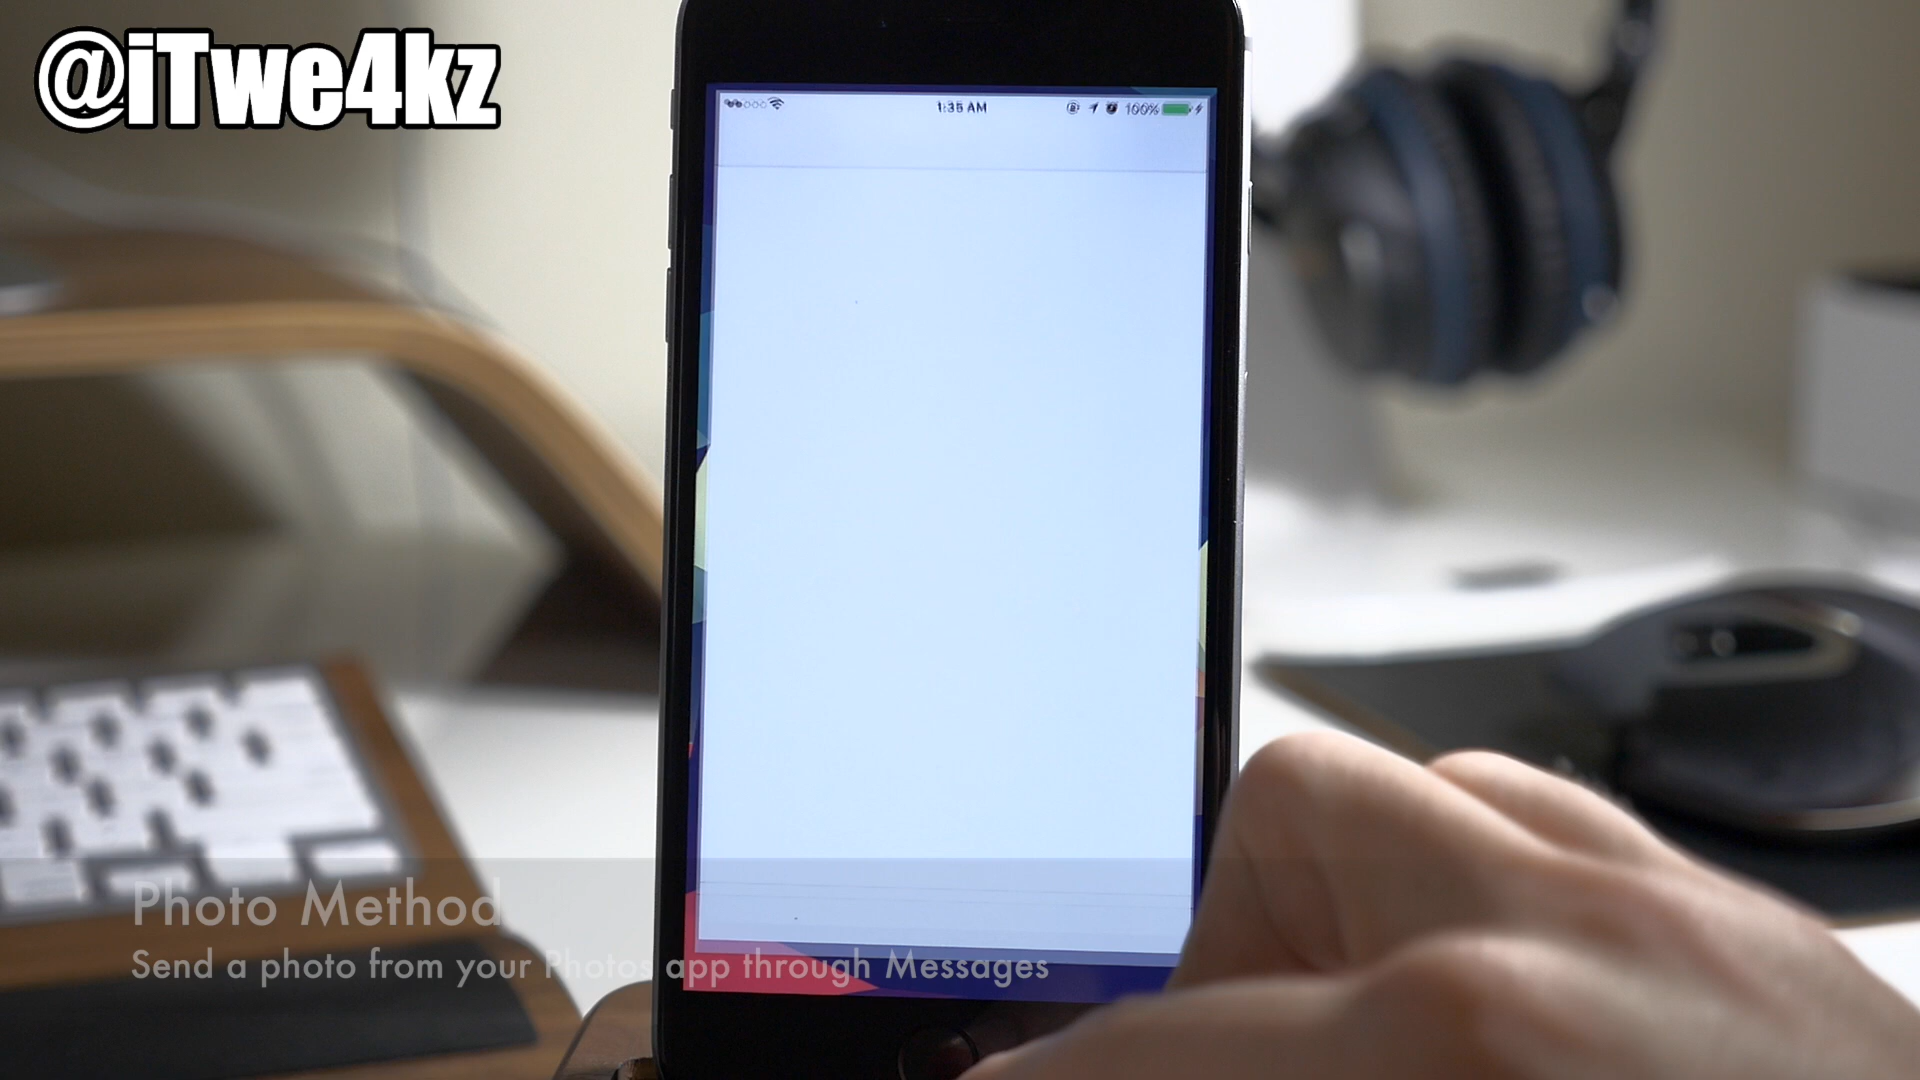 @iTwe4kz
1:35 AM
100%
Photo Method
Send a photo from your Photos app through Messages